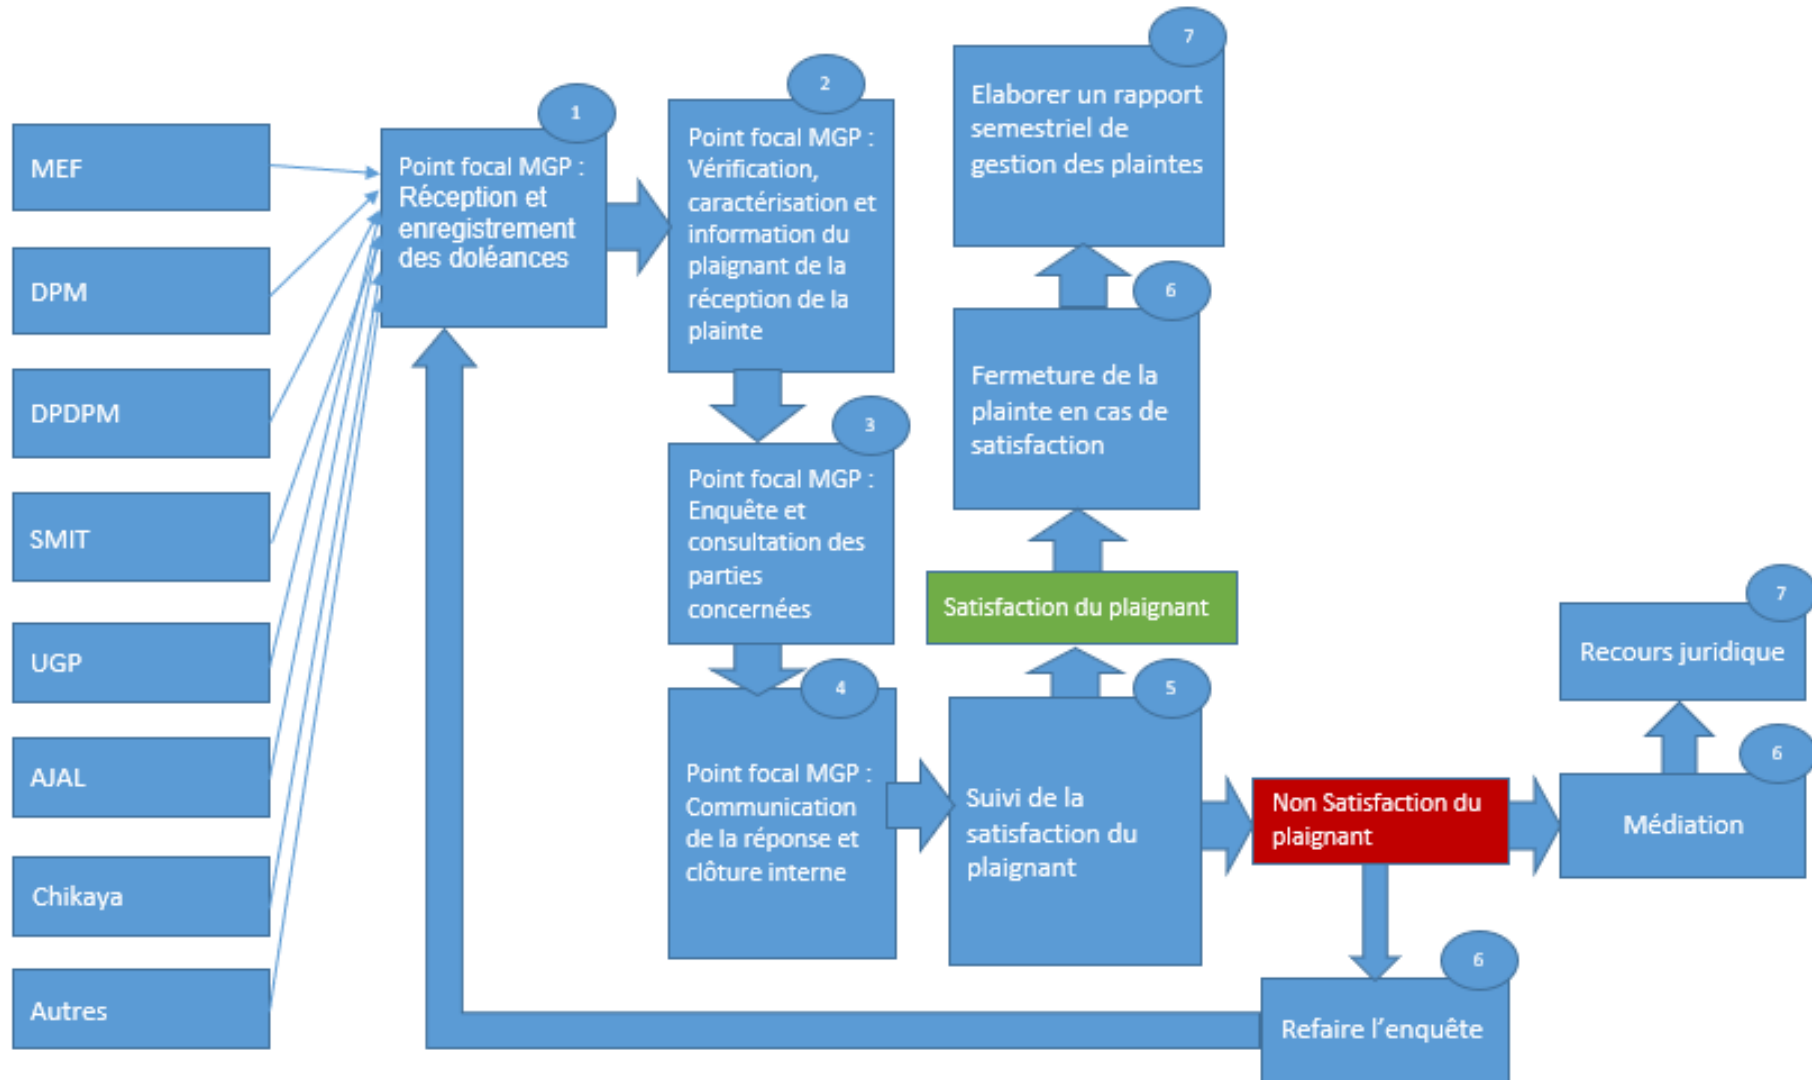 MEF
DPM
DPDPM
SMIT
UGP
AJAL
Chikaya
Autres
1
Point focal MGP :
Réception et
enregistrement
des doléances
2
Point focal MGP :
Vérification,
caractérisation et
information du
plaignant de la
réception de la
plainte
3
Point focal MGP :
Enquête et
consultation des
parties
concernées
4
Point focal MGP :
Communication
de la réponse et
clôture interne
5
Suivi de la
satisfaction du
plaignant
Satisfaction du plaignant
6
Fermeture de la
plainte en cas de
satisfaction
7
Elaborer un rapport
semestriel de
gestion des plaintes
Non Satisfaction du
plaignant
6
Médiation
7
Recours juridique
6
Refaire l’enquête